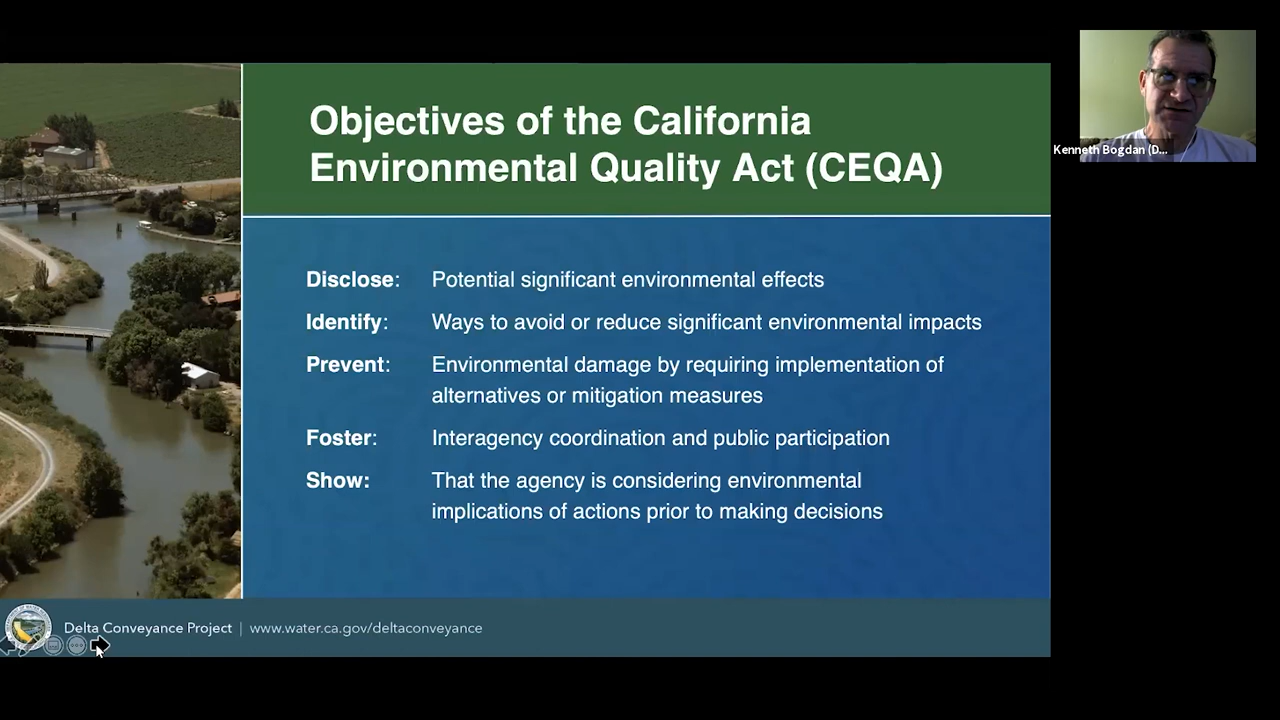 Objectives of the California
Environmental Quality Act (CEQA)
Kenneth Bogdan (D...
Disclose: Potential significant environmental effects
Identify: Ways to avoid or reduce significant environmental impacts
Prevent: Environmental damage by requiring implementation of
alternatives or mitigation measures
Foster: Interagency coordination and public participation
Show: That the agency is considering environmental
implications of actions prior to making decisions
Delta Conveyance Project | www.water.ca.gov/deltaconveyance